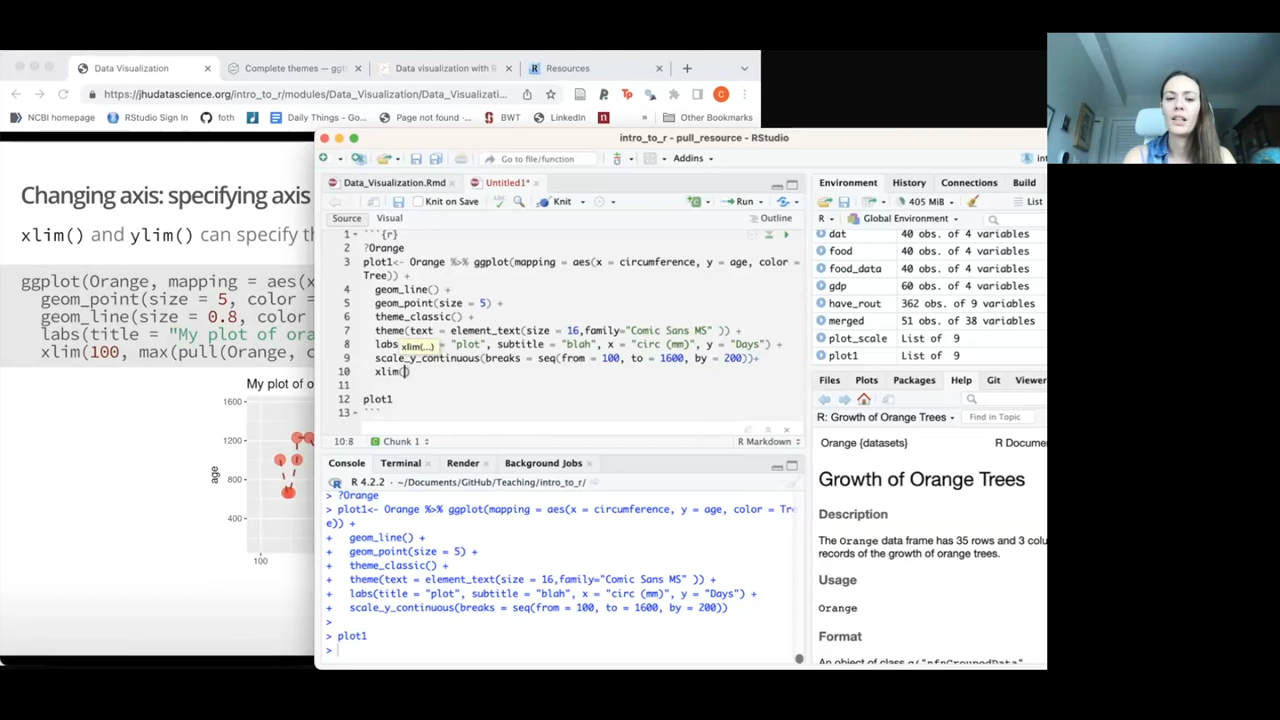 Data Visualization
Complete themes — ggt
Data visualization with R
Resources
https://jhudatascience.org/intro_to_r/modules/Data_Visualization/Data_Visualizati...
NCBI homepage
RStudio Sign In
foth
Daily Things - Go...
Page not found ·...
BWT
LinkedIn
Other Bookmarks
Changing axis: specifying axis
xlim() and ylim() can specify th
ggplot(Orange, mapping = aes(x
geom_point(size = 5, color =
geom_line(size = 0.8, color
labs(title = "My plot of ora
xlim(100, max(pull(Orange, c
My plot of o
1600
1200
800
400
age
100
intro_to_r - pull_resource - RStudio
Go to file/function
Addins
int
Data_Visualization.Rmd
Untitled1*
Knit on Save
Knit
Run
Source
Visual
Outline
1 ```{r}
2 ?Orange
3 plot1<- Orange %>% ggplot(mapping = aes(x = circumference, y = age, color =
Tree)) +
4 geom_line() +
5 geom_point(size = 5) +
6 theme_classic() +
7 theme(text = element_text(size = 16,family="Comic Sans MS" )) +
8 labs xlim(...) = "plot", subtitle = "blah", x = "circ (mm)", y = "Days") +
9 scale_y_continuous(breaks = seq(from = 100, to = 1600, by = 200))+
10 xlim()
11
12 plot1
13 ```
10:8
Chunk 1
R Markdown
Console
Terminal
Render
Background Jobs
R 4.2.2 · ~/Documents/GitHub/Teaching/intro_to_r/
> ?Orange
> plot1<- Orange %>% ggplot(mapping = aes(x = circumference, y = age, color = Tre
e)) +
+ geom_line() +
+ geom_point(size = 5) +
+ theme_classic() +
+ theme(text = element_text(size = 16,family="Comic Sans MS" )) +
+ labs(title = "plot", subtitle = "blah", x = "circ (mm)", y = "Days") +
+ scale_y_continuous(breaks = seq(from = 100, to = 1600, by = 200))
>
> plot1
>
Environment
History
Connections
Build
405 MiB
List
R
Global Environment
dat 40 obs. of 4 variables
food 40 obs. of 4 variables
food_data 40 obs. of 4 variables
gdp 60 obs. of 4 variables
have_rout 362 obs. of 9 variables
merged 51 obs. of 38 variables
plot_scale List of 9
plot1 List of 9
Files
Plots
Packages
Help
Git
Viewer
R: Growth of Orange Trees
Find in Topic
Orange {datasets}
R Docume
Growth of Orange Trees
Description
The Orange data frame has 35 rows and 3 colu
records of the growth of orange trees.
Usage
Orange
Format